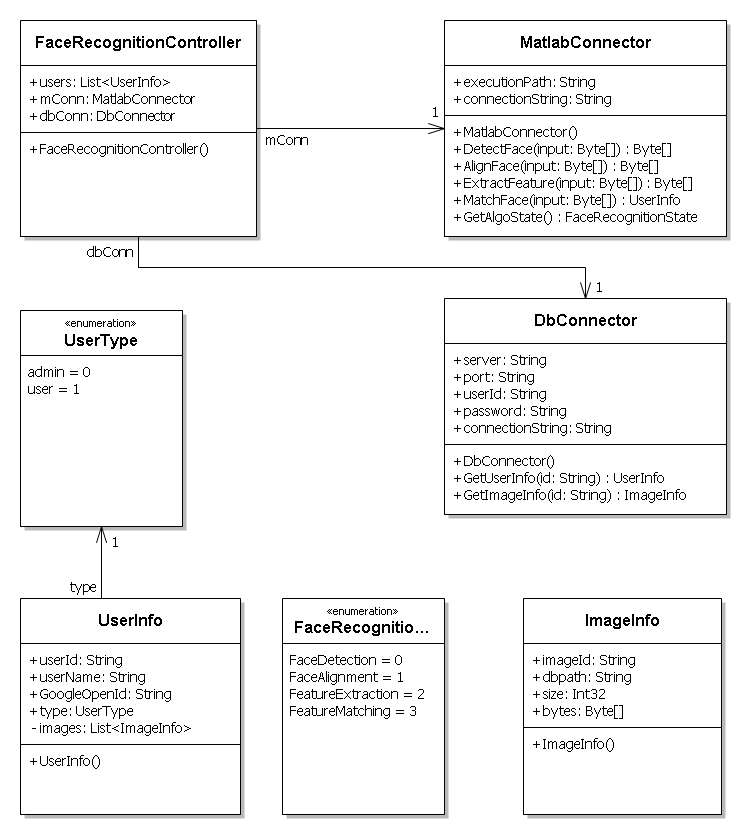 FaceRecognitionController
+users: List<UserInfo>
+mConn: MatlabConnector
+dbConn: DbConnector
+FaceRecognitionController()
mConn
1
MatlabConnector
+executionPath: String
+connectionString: String
+MatlabConnector()
+DetectFace(input: Byte[]) : Byte[]
+AlignFace(input: Byte[]) : Byte[]
+ExtractFeature(input: Byte[]) : Byte[]
+MatchFace(input: Byte[]) : UserInfo
+GetAlgoState() : FaceRecognitionState
dbConn
1
«enumeration»
UserType
admin = 0
user = 1
DbConnector
+server: String
+port: String
+userId: String
+password: String
+connectionString: String
+DbConnector()
+GetUserInfo(id: String) : UserInfo
+GetImageInfo(id: String) : ImageInfo
1
type
UserInfo
+userId: String
+userName: String
+GoogleOpenId: String
+type: UserType
-images: List<ImageInfo>
+UserInfo()
«enumeration»
FaceRecognitio...
FaceDetection = 0
FaceAlignment = 1
FeatureExtraction = 2
FeatureMatching = 3
ImageInfo
+imageId: String
+dbpath: String
+size: Int32
+bytes: Byte[]
+ImageInfo()